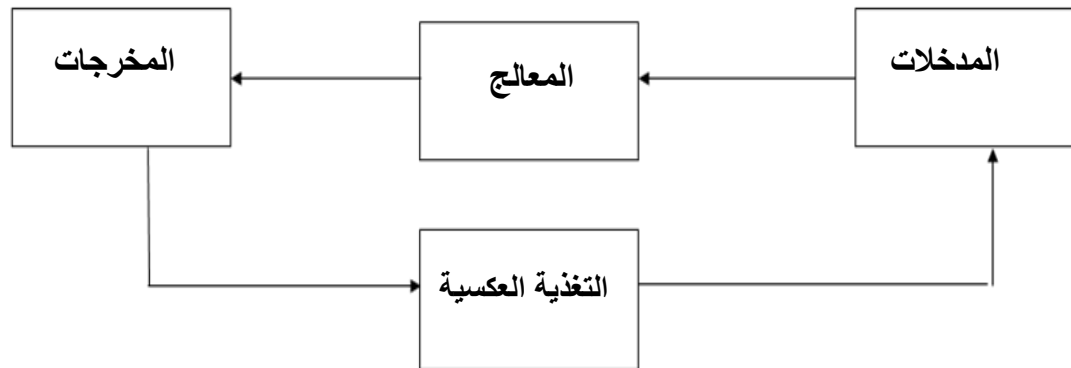 المدخلات
المعالج
المخرجات
التغذية العكسية